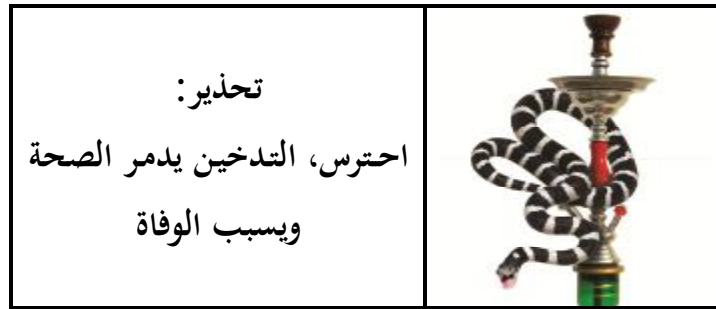 تحذير:
احترس، التدخين يدمر الصحة
ويسبب الوفاة